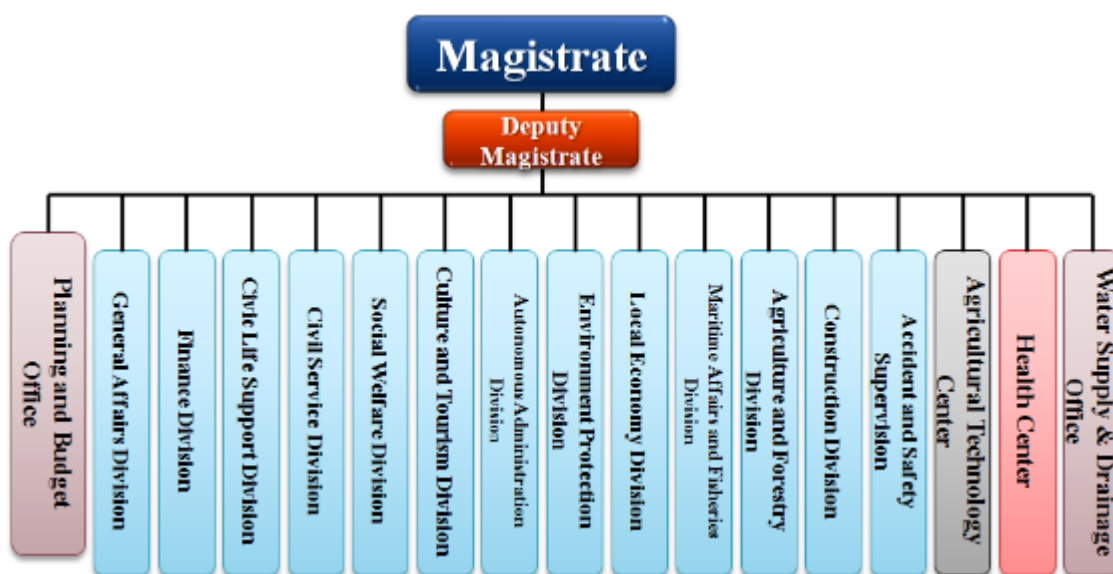 Magistrate
Deputy
Magistrate
Planning and Budget
Office
General Affairs Division
Finance Division
Civic Life Support Division
Civil Service Division
Social Welfare Division
Culture and Tourism Division
Autonomous Administration
Division
Environment Protection
Division
Local Economy Division
Maritime Affairs and Fisheries
Division
Agriculture and Forestry
Division
Construction Division
Accident and Safety
Supervision
Agricultural Technology
Center
Health Center
Water Supply & Drainage
Office